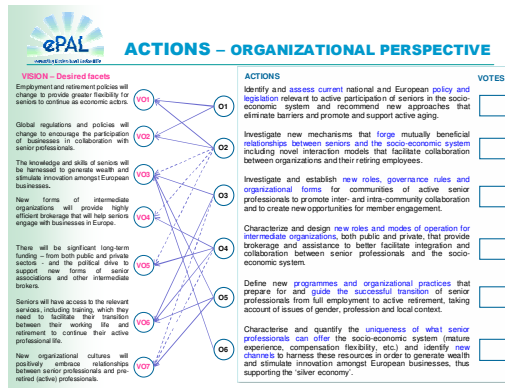 ePAL
ACTIONS – ORGANIZATIONAL PERSPECTIVE
VISION – Desired facets
Employment and retirement policies will
change to provide greater flexibility for
seniors to continue as economic actors.
Global regulations and policies will
change to encourage the participation
of businesses in collaboration with
senior professionals.
The knowledge and skills of seniors will
be harnessed to generate wealth and
stimulate innovation amongst European
businesses.
New forms of intermediate
organizations will provide highly
efficient brokerage that will help seniors
engage with businesses in Europe.
There will be significant long-term
funding – from both public and private
sectors - and the political drive to
support new forms of senior
associations and other intermediate
brokers.
Seniors will have access to the relevant
services, including training, which they
need to facilitate their transition
between their working life and
retirement to continue their active
professional life.
New organizational cultures will
positively embrace relationships
between senior professionals and pre-
retired (active) professionals.
VO1
VO2
VO3
VO4
VO5
VO6
VO7
O1
O2
O3
O4
O5
O6
ACTIONS
VOTES
Identify and assess current national and European policy and
legislation relevant to active participation of seniors in the socio-
economic system and recommend new approaches that
eliminate barriers and promote and support active aging.
Investigate new mechanisms that forge mutually beneficial
relationships between seniors and the socio-economic system
including novel interaction models that facilitate collaboration
between organizations and their retiring employees.
Investigate and establish new roles, governance rules and
organizational forms for communities of active senior
professionals to promote inter- and intra-community collaboration
and to create new opportunities for member engagement.
Characterize and design new roles and modes of operation for
intermediate organizations, both public and private, that provide
brokerage and assistance to better facilitate integration and
collaboration between senior professionals and the socio-
economic system.
Define new programmes and organizational practices that
prepare for and guide the successful transition of senior
professionals from full employment to active retirement, taking
account of issues of gender, profession and local context.
Characterise and quantify the uniqueness of what senior
professionals can offer the socio-economic system (mature
experience, compensation flexibility, etc.) and identify new
channels to harness these resources in order to generate wealth
and stimulate innovation amongst European businesses, thus
supporting the 'silver economy'.